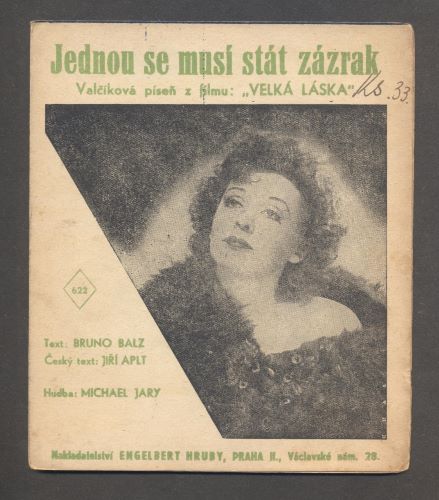 Jednou se musí stát zázrak
Valčíková píseň z filmu: „VELKÁ LÁSKA"
Ks. 33.
622
Text: BRUNO BALZ
Český text: JIŘÍ APLT
Hudba: MICHAEL JARY
Nakladatelství ENGELBERT HRUBY, PRAHA II., Václavské nám. 28.